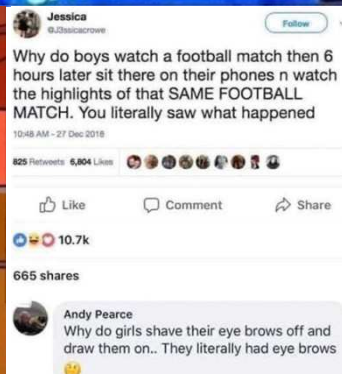 Jessica
@J3ssicacrowe
Follow
Why do boys watch a football match then 6
hours later sit there on their phones n watch
the highlights of that SAME FOOTBALL
MATCH. You literally saw what happened
10:48 AM - 27 Dec 2018
825 Retweets 6,804 Likes
Like Comment Share
10.7k
665 shares
Andy Pearce
Why do girls shave their eye brows off and
draw them on.. They literally had eye brows